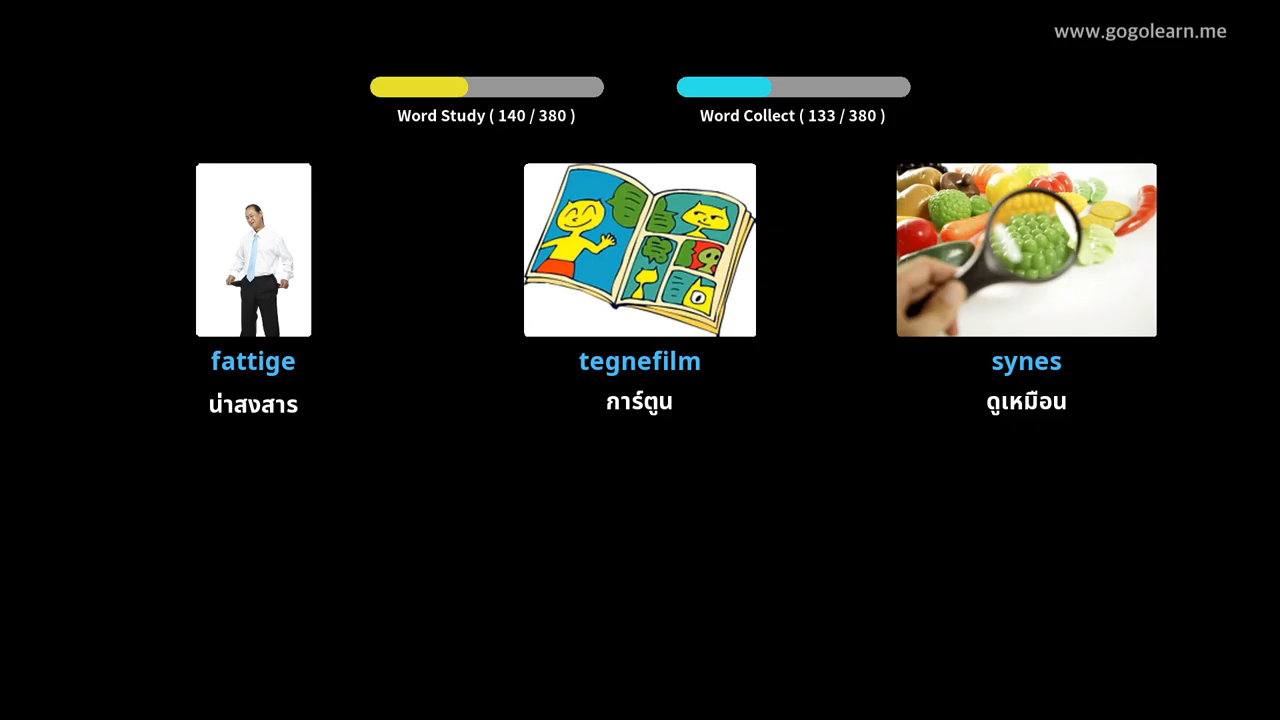 www.gogolearn.me
Word Study ( 140 / 380 )
Word Collect ( 133 / 380 )
fattige
tegnefilm
synes
น่าสงสาร
การ์ตูน
ดูเหมือน